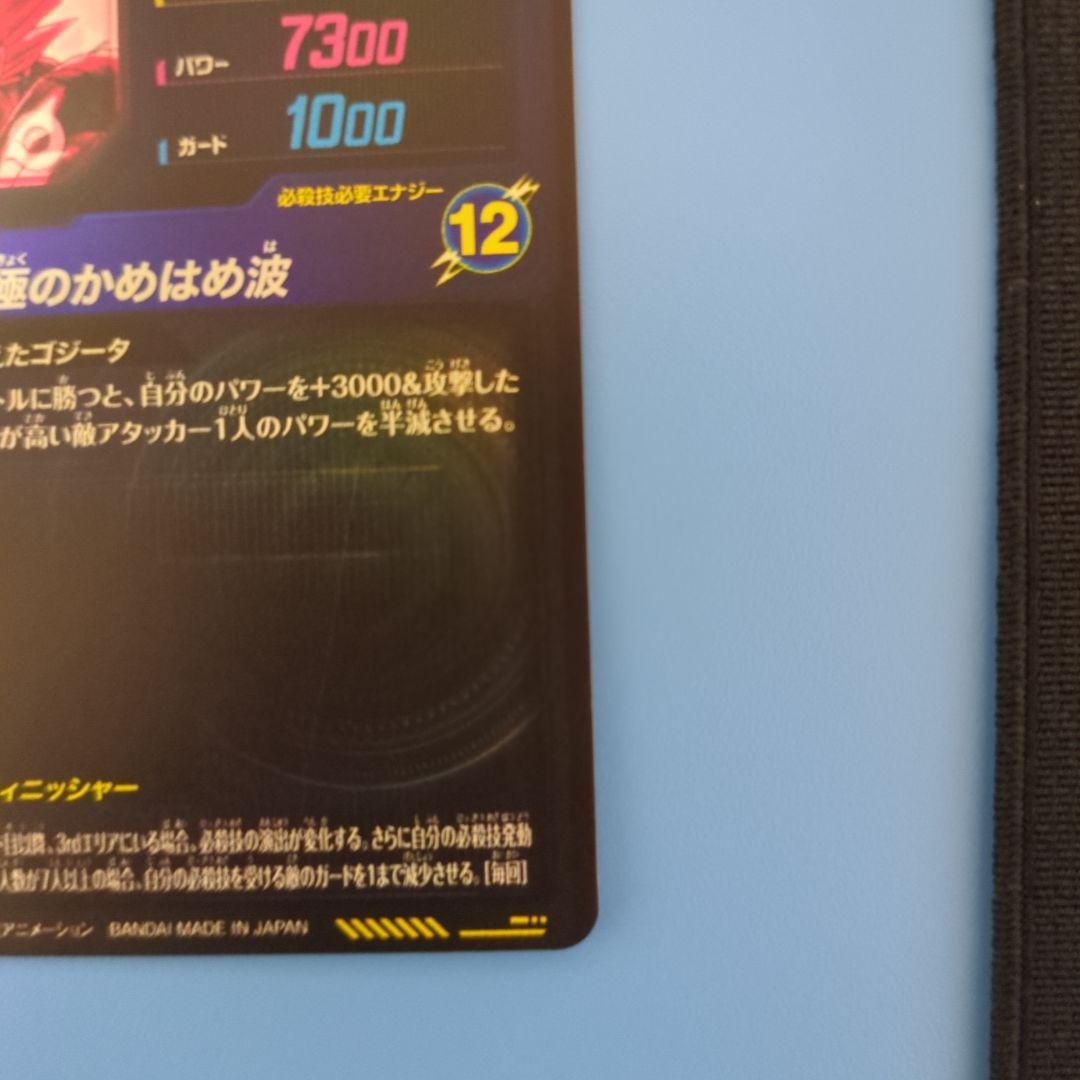 パワー 7300
ガード 1000
必殺技必要エナジー 12
極のかめはめ波
えたゴジータ
トルに勝つと、自分のパワーを+3000&攻撃した
が高い敵アタッカー1人のパワーを半減させる。
ィニッシャー
目以降、3rdエリアにいる場合、必殺技の演出が変化する。さらに自分の必殺技発動
人数が7人以上の場合、自分の必殺技を受ける敵のガードを1まで減少させる。[毎回]
アニメーション BANDAI MADE IN JAPAN